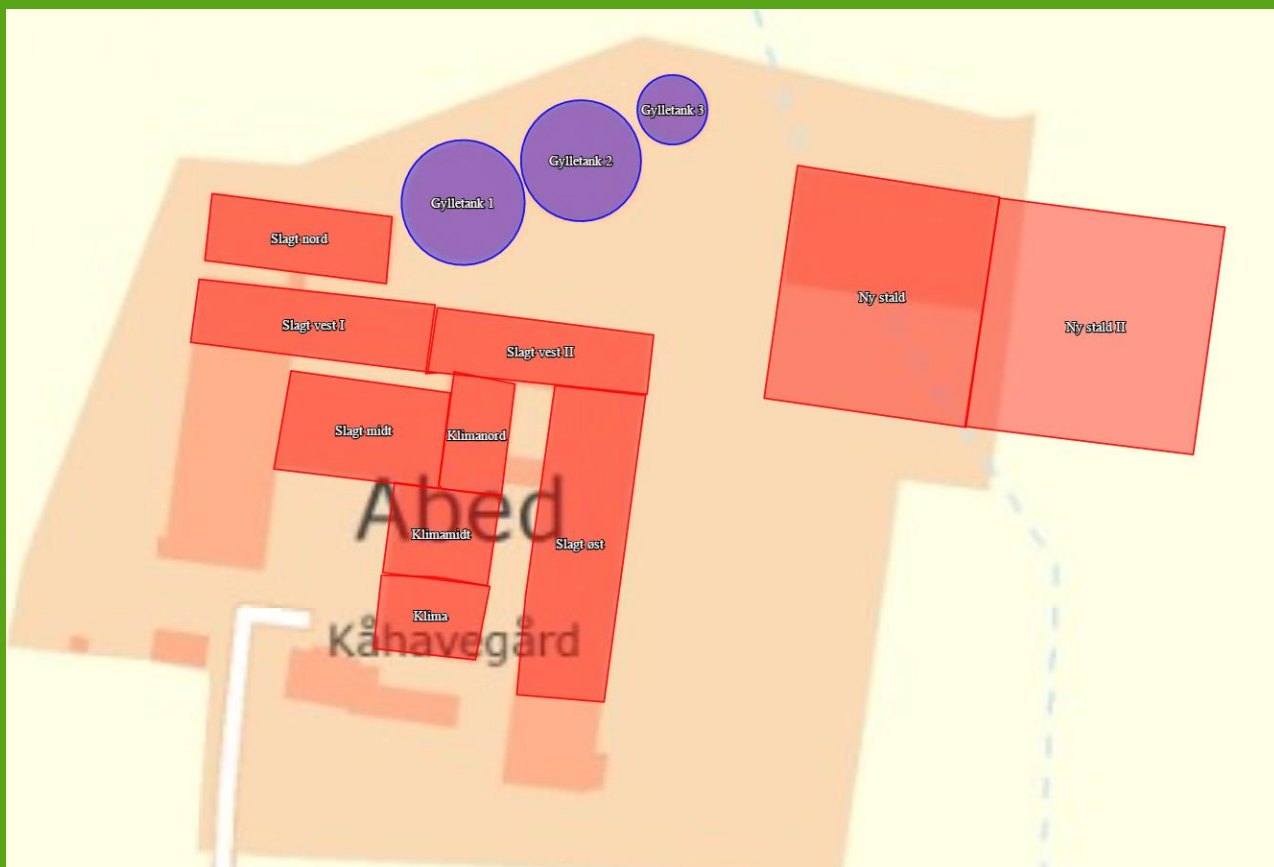 Gylletank 3
Gylletank 2
Gylletank 1
Slagt nord
Ny stald
Slagt vest I
Ny stald II
Slagt vest II
Slagt midt
Klimanord
Abed
Klimamidt
Slagt øst
Klima
Kåhavegård